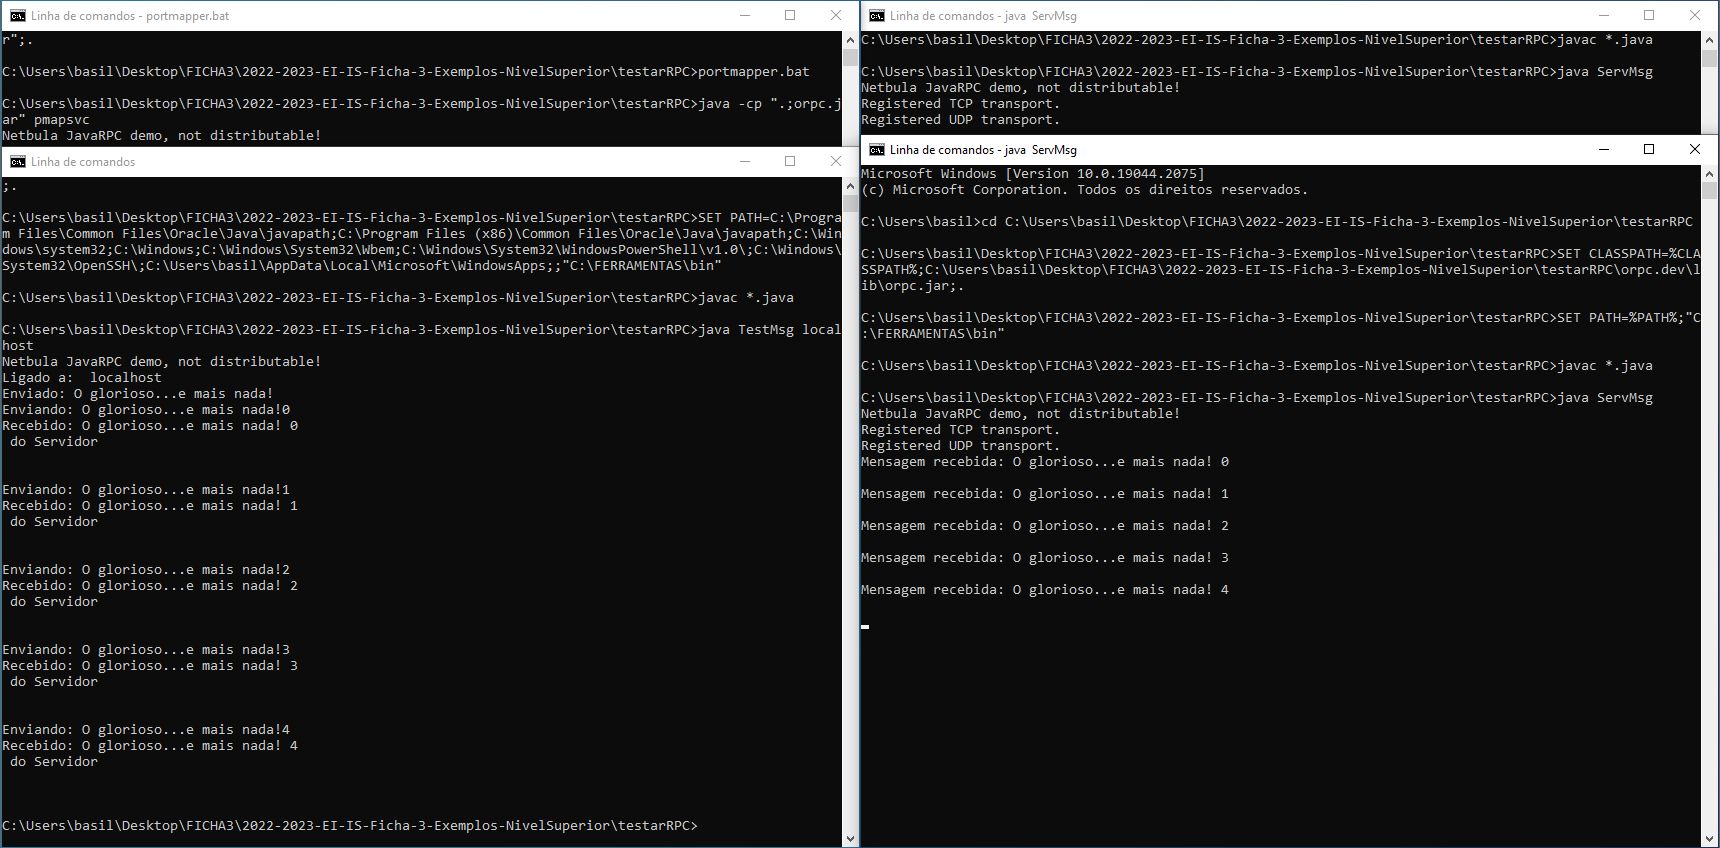 Linha de comandos - portmapper.bat
r";.
C:\Users\basil\Desktop\FICHA3\2022-2023-EI-IS-Ficha-3-Exemplos-NivelSuperior\testarRPC>portmapper.bat
C:\Users\basil\Desktop\FICHA3\2022-2023-EI-IS-Ficha-3-Exemplos-NivelSuperior\testarRPC>java -cp ".;orpc.j
ar" pmapsvc
Netbula JavaRPC demo, not distributable!
Linha de comandos
;.
C:\Users\basil\Desktop\FICHA3\2022-2023-EI-IS-Ficha-3-Exemplos-NivelSuperior\testarRPC>SET PATH=C:\Progra
m Files\Common Files\Oracle\Java\javapath;C:\Program Files (x86)\Common Files\Oracle\Java\javapath;C:\Win
dows\system32;C:\Windows;C:\Windows\System32\Wbem;C:\Windows\System32\WindowsPowerShell\v1.0\;C:\Windows\
System32\OpenSSH\;C:\Users\basil\AppData\Local\Microsoft\WindowsApps;;"C:\FERRAMENTAS\bin"
C:\Users\basil\Desktop\FICHA3\2022-2023-EI-IS-Ficha-3-Exemplos-NivelSuperior\testarRPC>javac *.java
C:\Users\basil\Desktop\FICHA3\2022-2023-EI-IS-Ficha-3-Exemplos-NivelSuperior\testarRPC>java TestMsg local
host
Netbula JavaRPC demo, not distributable!
Ligado a:  localhost
Enviado: O glorioso...e mais nada!
Enviando: O glorioso...e mais nada!0
Recebido: O glorioso...e mais nada! 0
 do Servidor
Enviando: O glorioso...e mais nada!1
Recebido: O glorioso...e mais nada! 1
 do Servidor
Enviando: O glorioso...e mais nada!2
Recebido: O glorioso...e mais nada! 2
 do Servidor
Enviando: O glorioso...e mais nada!3
Recebido: O glorioso...e mais nada! 3
 do Servidor
Enviando: O glorioso...e mais nada!4
Recebido: O glorioso...e mais nada! 4
 do Servidor
C:\Users\basil\Desktop\FICHA3\2022-2023-EI-IS-Ficha-3-Exemplos-NivelSuperior\testarRPC>
Linha de comandos - java  ServMsg
C:\Users\basil\Desktop\FICHA3\2022-2023-EI-IS-Ficha-3-Exemplos-NivelSuperior\testarRPC>javac *.java
C:\Users\basil\Desktop\FICHA3\2022-2023-EI-IS-Ficha-3-Exemplos-NivelSuperior\testarRPC>java ServMsg
Netbula JavaRPC demo, not distributable!
Registered TCP transport.
Registered UDP transport.
Linha de comandos - java  ServMsg
Microsoft Windows [Version 10.0.19044.2075]
(c) Microsoft Corporation. Todos os direitos reservados.
C:\Users\basil>cd C:\Users\basil\Desktop\FICHA3\2022-2023-EI-IS-Ficha-3-Exemplos-NivelSuperior\testarRPC
C:\Users\basil\Desktop\FICHA3\2022-2023-EI-IS-Ficha-3-Exemplos-NivelSuperior\testarRPC>SET CLASSPATH=%CLA
SSPATH%;C:\Users\basil\Desktop\FICHA3\2022-2023-EI-IS-Ficha-3-Exemplos-NivelSuperior\testarRPC\orpc.dev\l
ib\orpc.jar;.
C:\Users\basil\Desktop\FICHA3\2022-2023-EI-IS-Ficha-3-Exemplos-NivelSuperior\testarRPC>SET PATH=%PATH%;"C
:\FERRAMENTAS\bin"
C:\Users\basil\Desktop\FICHA3\2022-2023-EI-IS-Ficha-3-Exemplos-NivelSuperior\testarRPC>javac *.java
C:\Users\basil\Desktop\FICHA3\2022-2023-EI-IS-Ficha-3-Exemplos-NivelSuperior\testarRPC>java ServMsg
Netbula JavaRPC demo, not distributable!
Registered TCP transport.
Registered UDP transport.
Mensagem recebida: O glorioso...e mais nada! 0
Mensagem recebida: O glorioso...e mais nada! 1
Mensagem recebida: O glorioso...e mais nada! 2
Mensagem recebida: O glorioso...e mais nada! 3
Mensagem recebida: O glorioso...e mais nada! 4